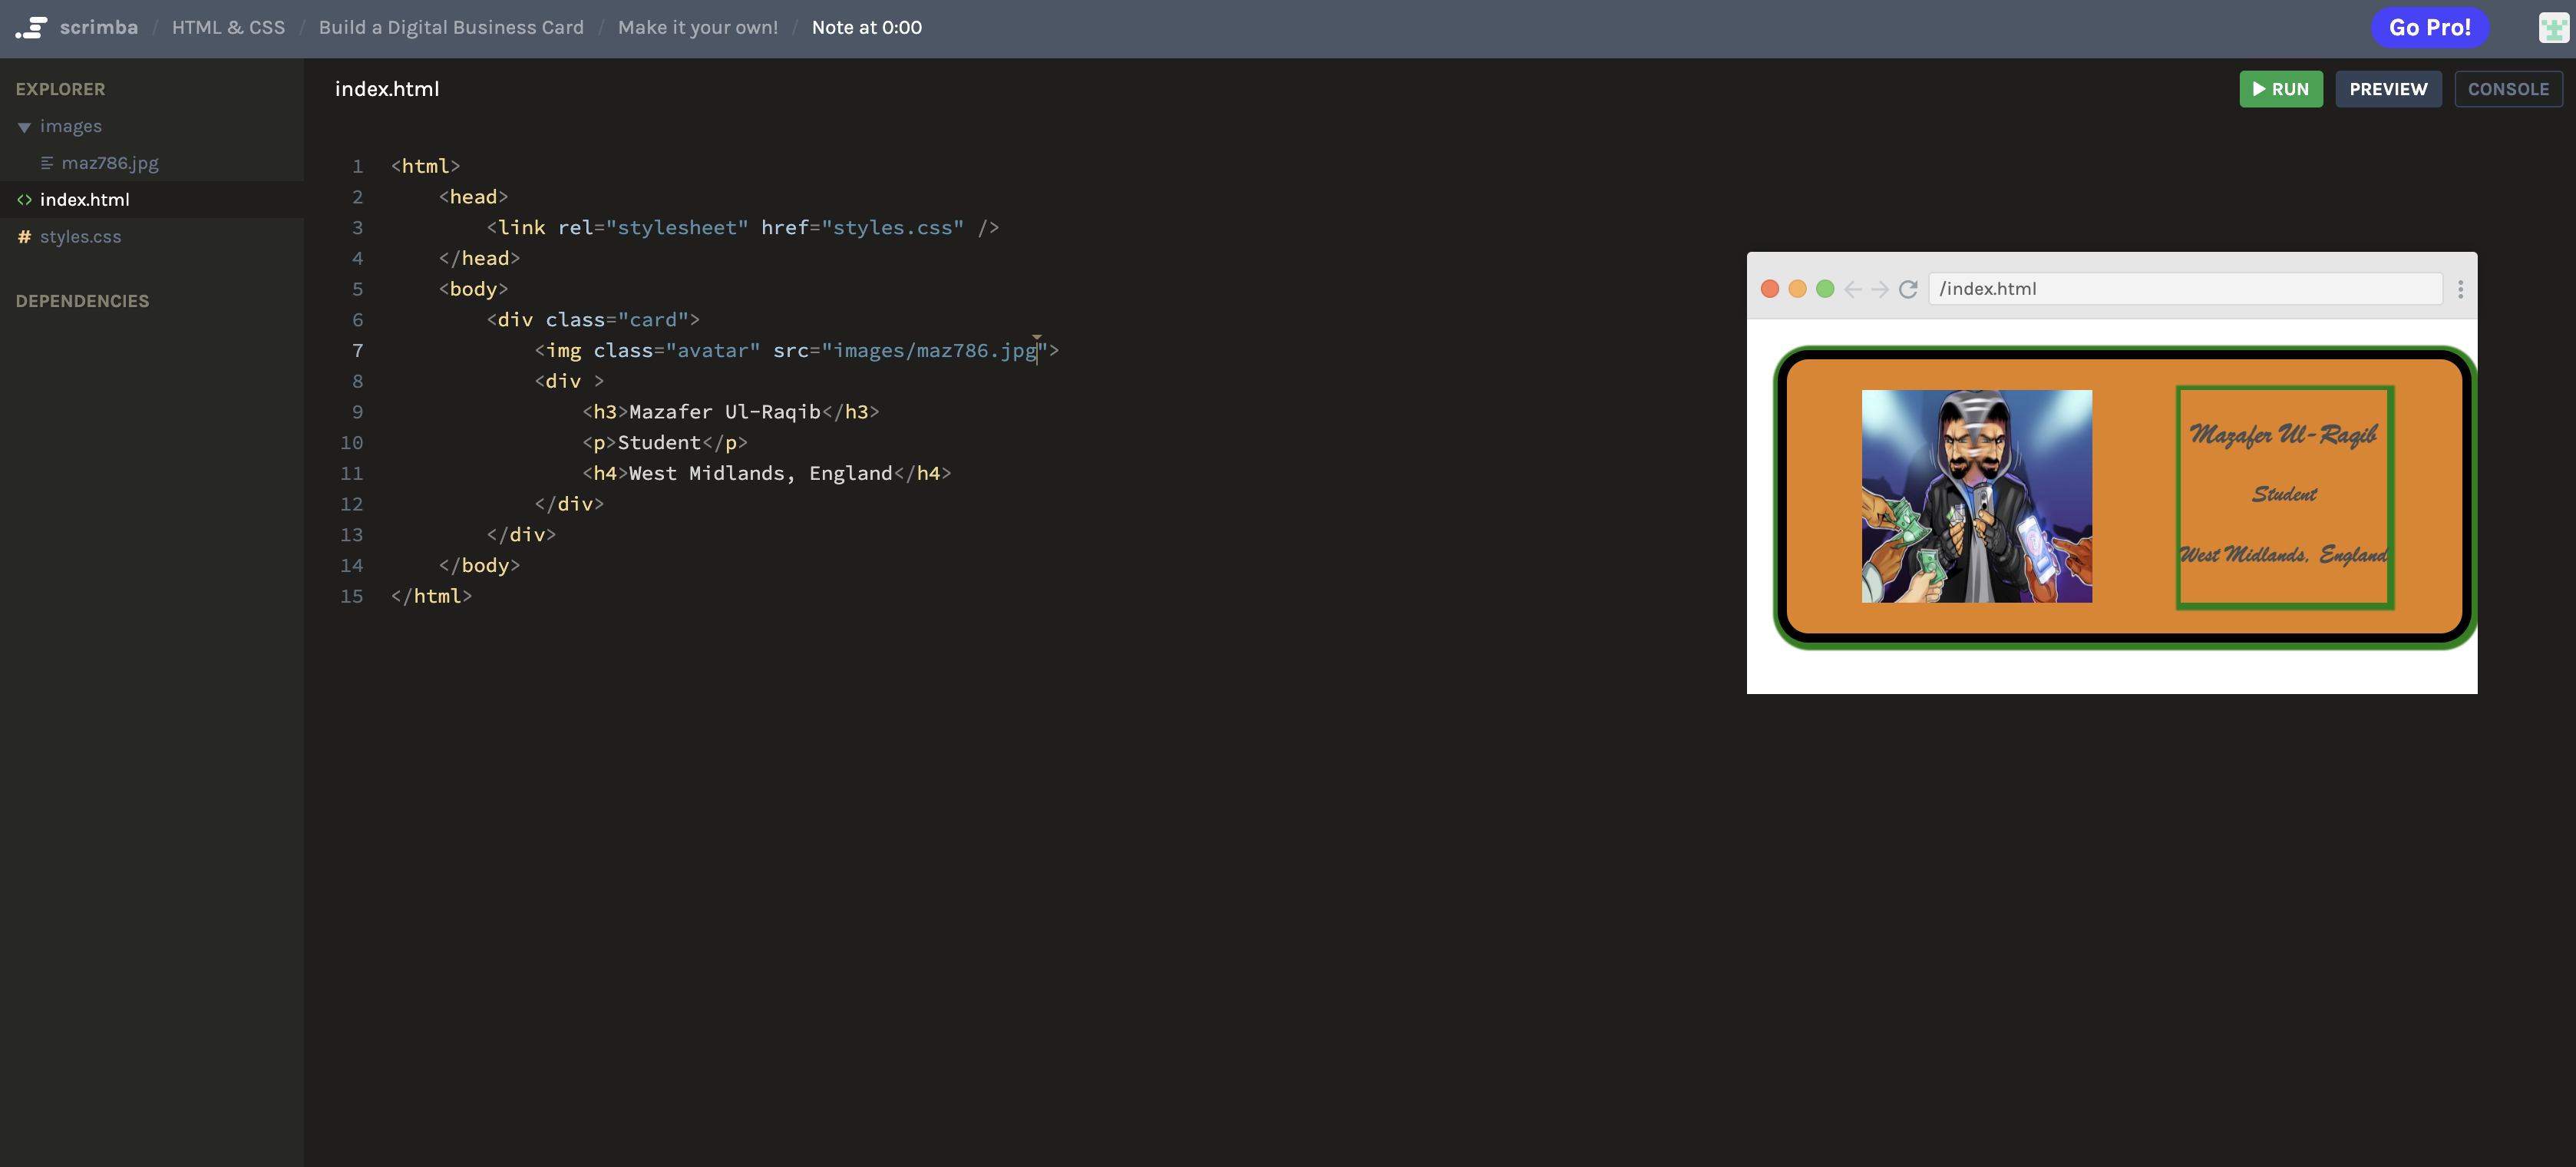 scrimba / HTML & CSS / Build a Digital Business Card / Make it your own! / Note at 0:00
Go Pro!
EXPLORER
images
maz786.jpg
index.html
styles.css
DEPENDENCIES
index.html
RUN
PREVIEW
CONSOLE
1 <html>
2 <head>
3 <link rel="stylesheet" href="styles.css" />
4 </head>
5 <body>
6 <div class="card">
7 <img class="avatar" src="images/maz786.jpg">
8 <div >
9 <h3>Mazafer Ul-Raqib</h3>
10 <p>Student</p>
11 <h4>West Midlands, England</h4>
12 </div>
13 </div>
14 </body>
15 </html>
/index.html
Mazafer Ul-Raqib
Student
West Midlands, England